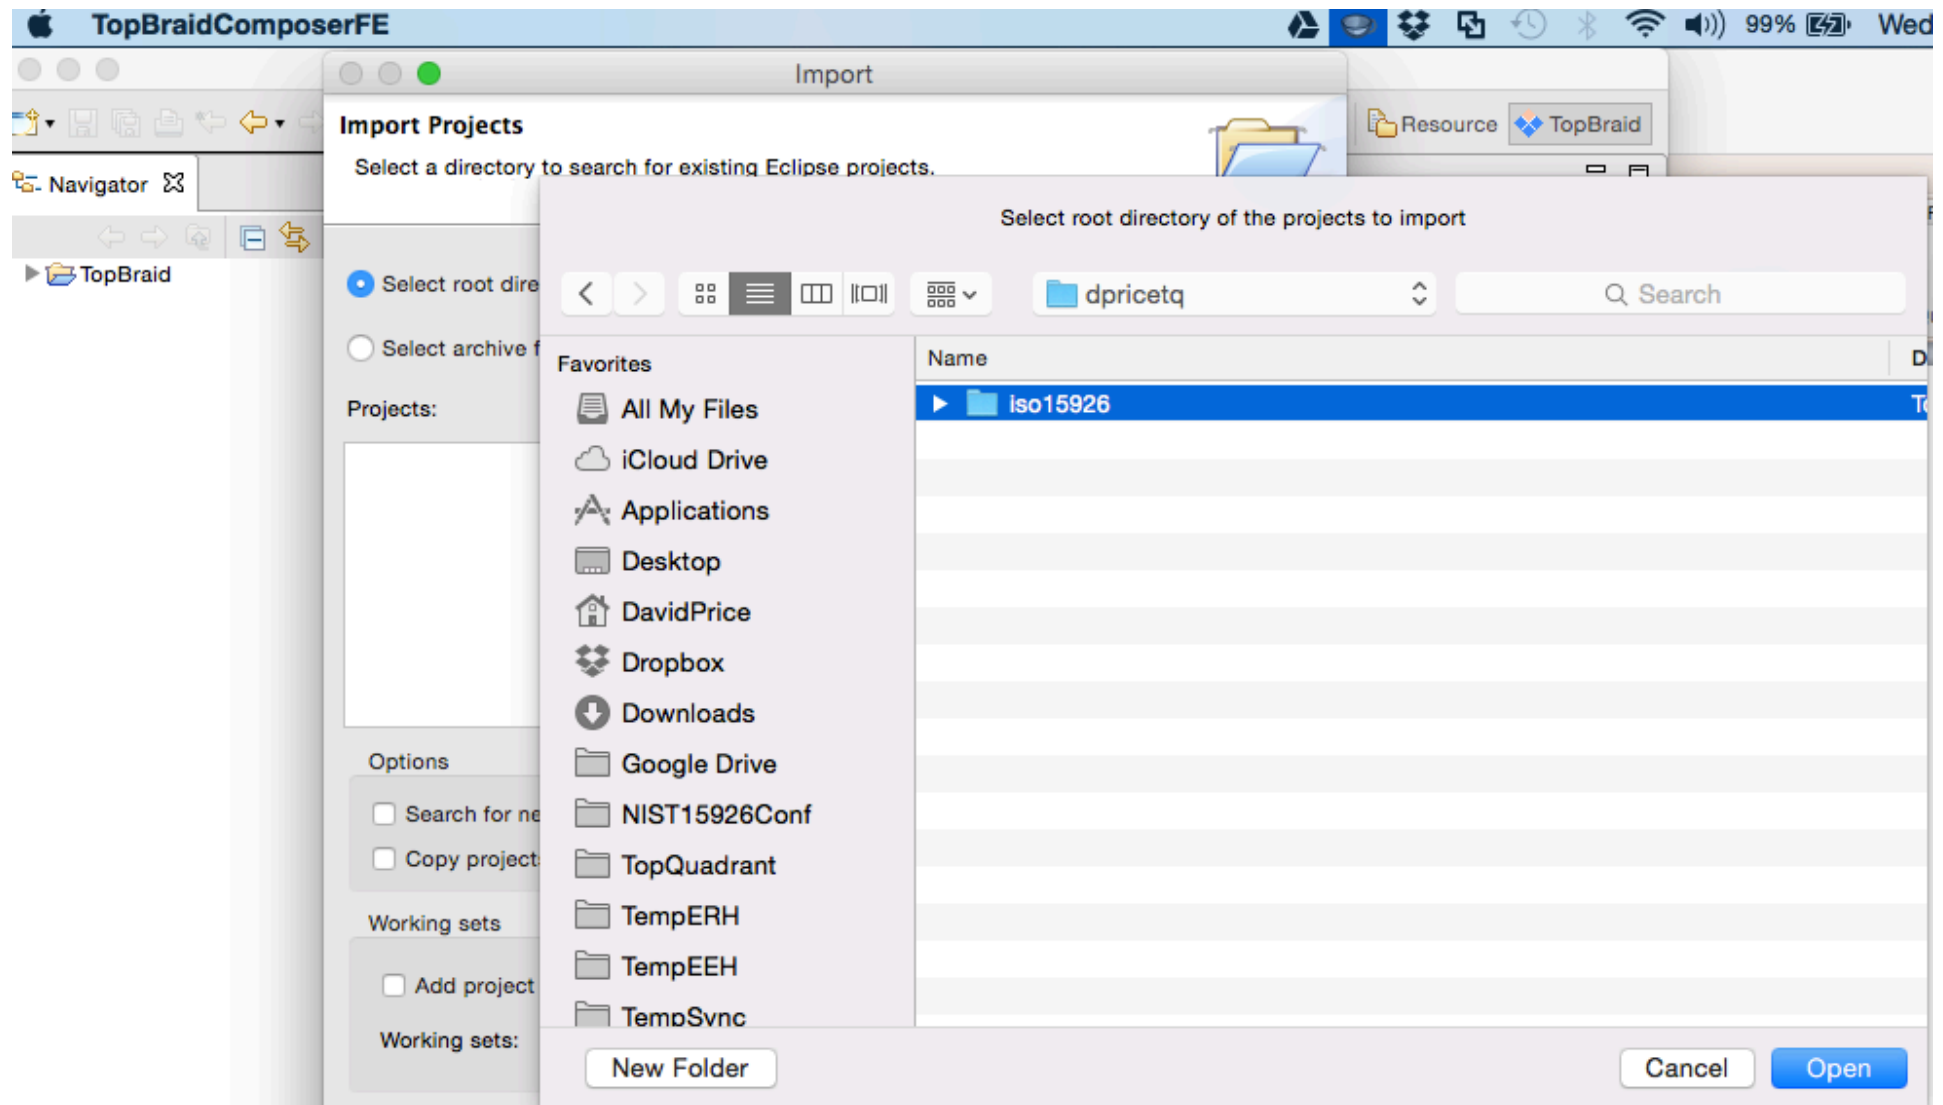 TopBraidComposerFE 99% Wed
Import
Import Projects
Select a directory to search for existing Eclipse projects.
Resource TopBraid
Navigator
TopBraid
Select root dire
Select archive f
Projects:
Options
Search for ne
Copy project
Working sets
Add project
Working sets:
Select root directory of the projects to import
dpricetq
Search
Favorites
All My Files
iCloud Drive
Applications
Desktop
DavidPrice
Dropbox
Downloads
Google Drive
NIST15926Conf
TopQuadrant
TempERH
TempEEH
TempSync
Name D
iso15926 To
New Folder
Cancel Open